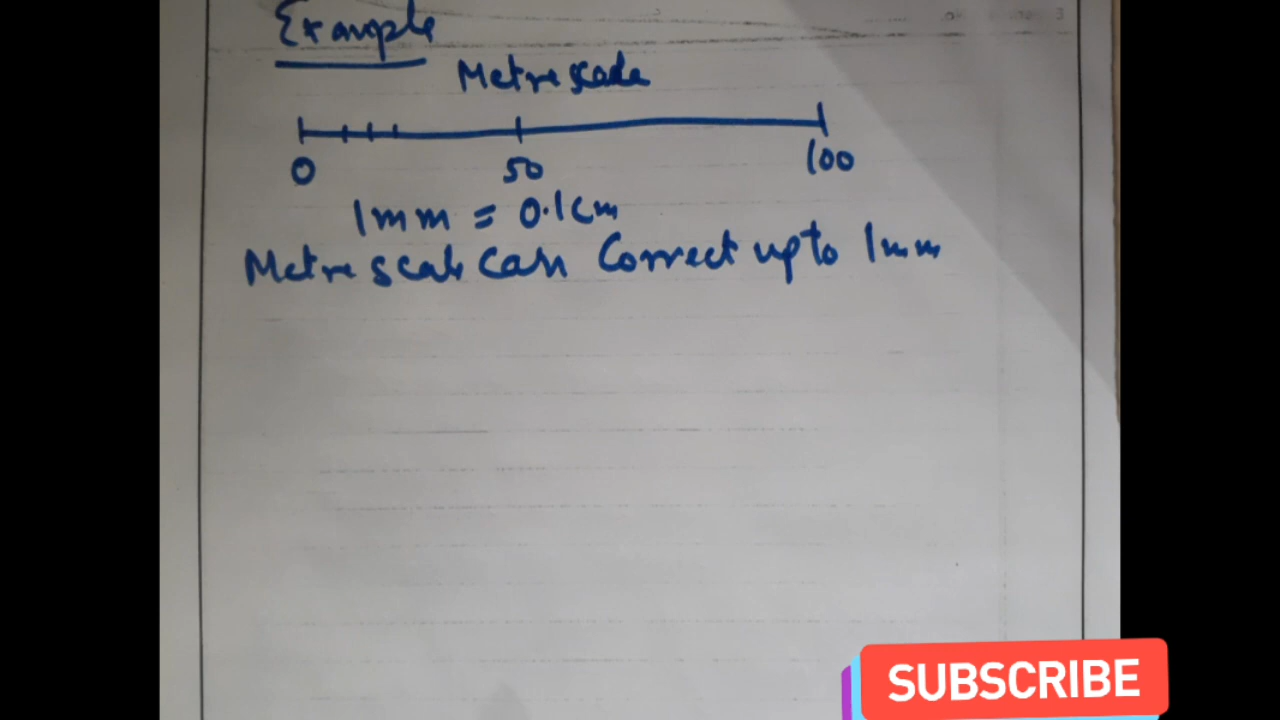 Example
Metre scale
0 50 100
1mm = 0.1cm
Metre scale can Correct upto 1mm
SUBSCRIBE